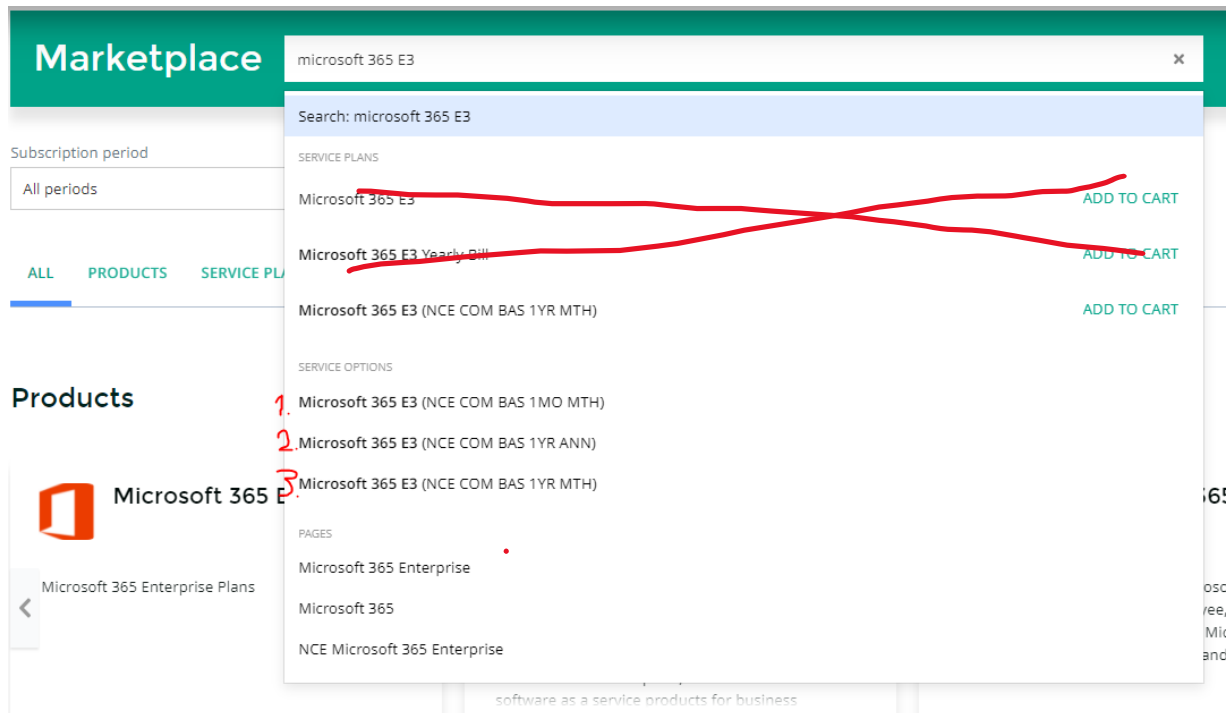 Marketplace
microsoft 365 E3
×
Search: microsoft 365 E3
Subscription period
All periods
SERVICE PLANS
Microsoft 365 E3 ADD TO CART
Microsoft 365 E3 Yearly Bill ADD TO CART
ALL PRODUCTS SERVICE PLA
Microsoft 365 E3 (NCE COM BAS 1YR MTH) ADD TO CART
SERVICE OPTIONS
Products
1. Microsoft 365 E3 (NCE COM BAS 1MO MTH)
2. Microsoft 365 E3 (NCE COM BAS 1YR ANN)
3. Microsoft 365 E3 (NCE COM BAS 1YR MTH)
Microsoft 365 E
PAGES
Microsoft 365 Enterprise
Microsoft 365
NCE Microsoft 365 Enterprise
Microsoft 365 Enterprise Plans
software as a service products for business